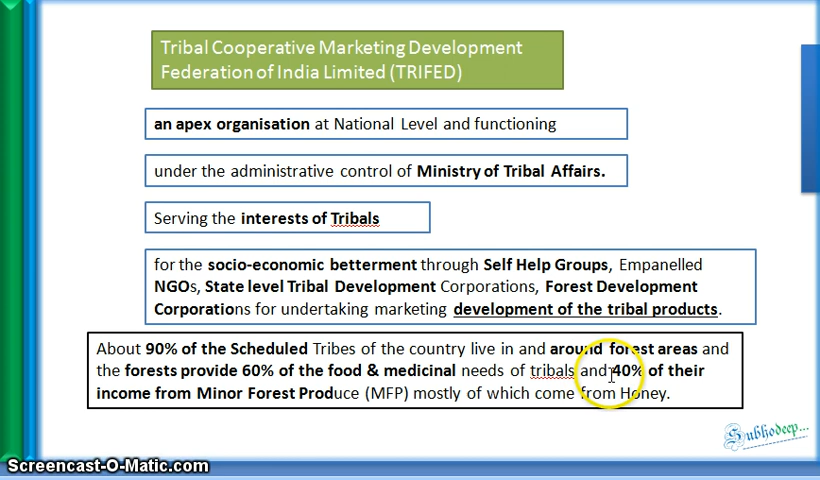 Tribal Cooperative Marketing Development
Federation of India Limited (TRIFED)
an apex organisation at National Level and functioning
under the administrative control of Ministry of Tribal Affairs.
Serving the interests of Tribals
for the socio-economic betterment through Self Help Groups, Empanelled
NGOs, State level Tribal Development Corporations, Forest Development
Corporations for undertaking marketing development of the tribal products.
About 90% of the Scheduled Tribes of the country live in and around forest areas and
the forests provide 60% of the food & medicinal needs of tribals and 40% of their
income from Minor Forest Produce (MFP) mostly of which come from Honey.
Subhodeep...
Screencast-O-Matic.com